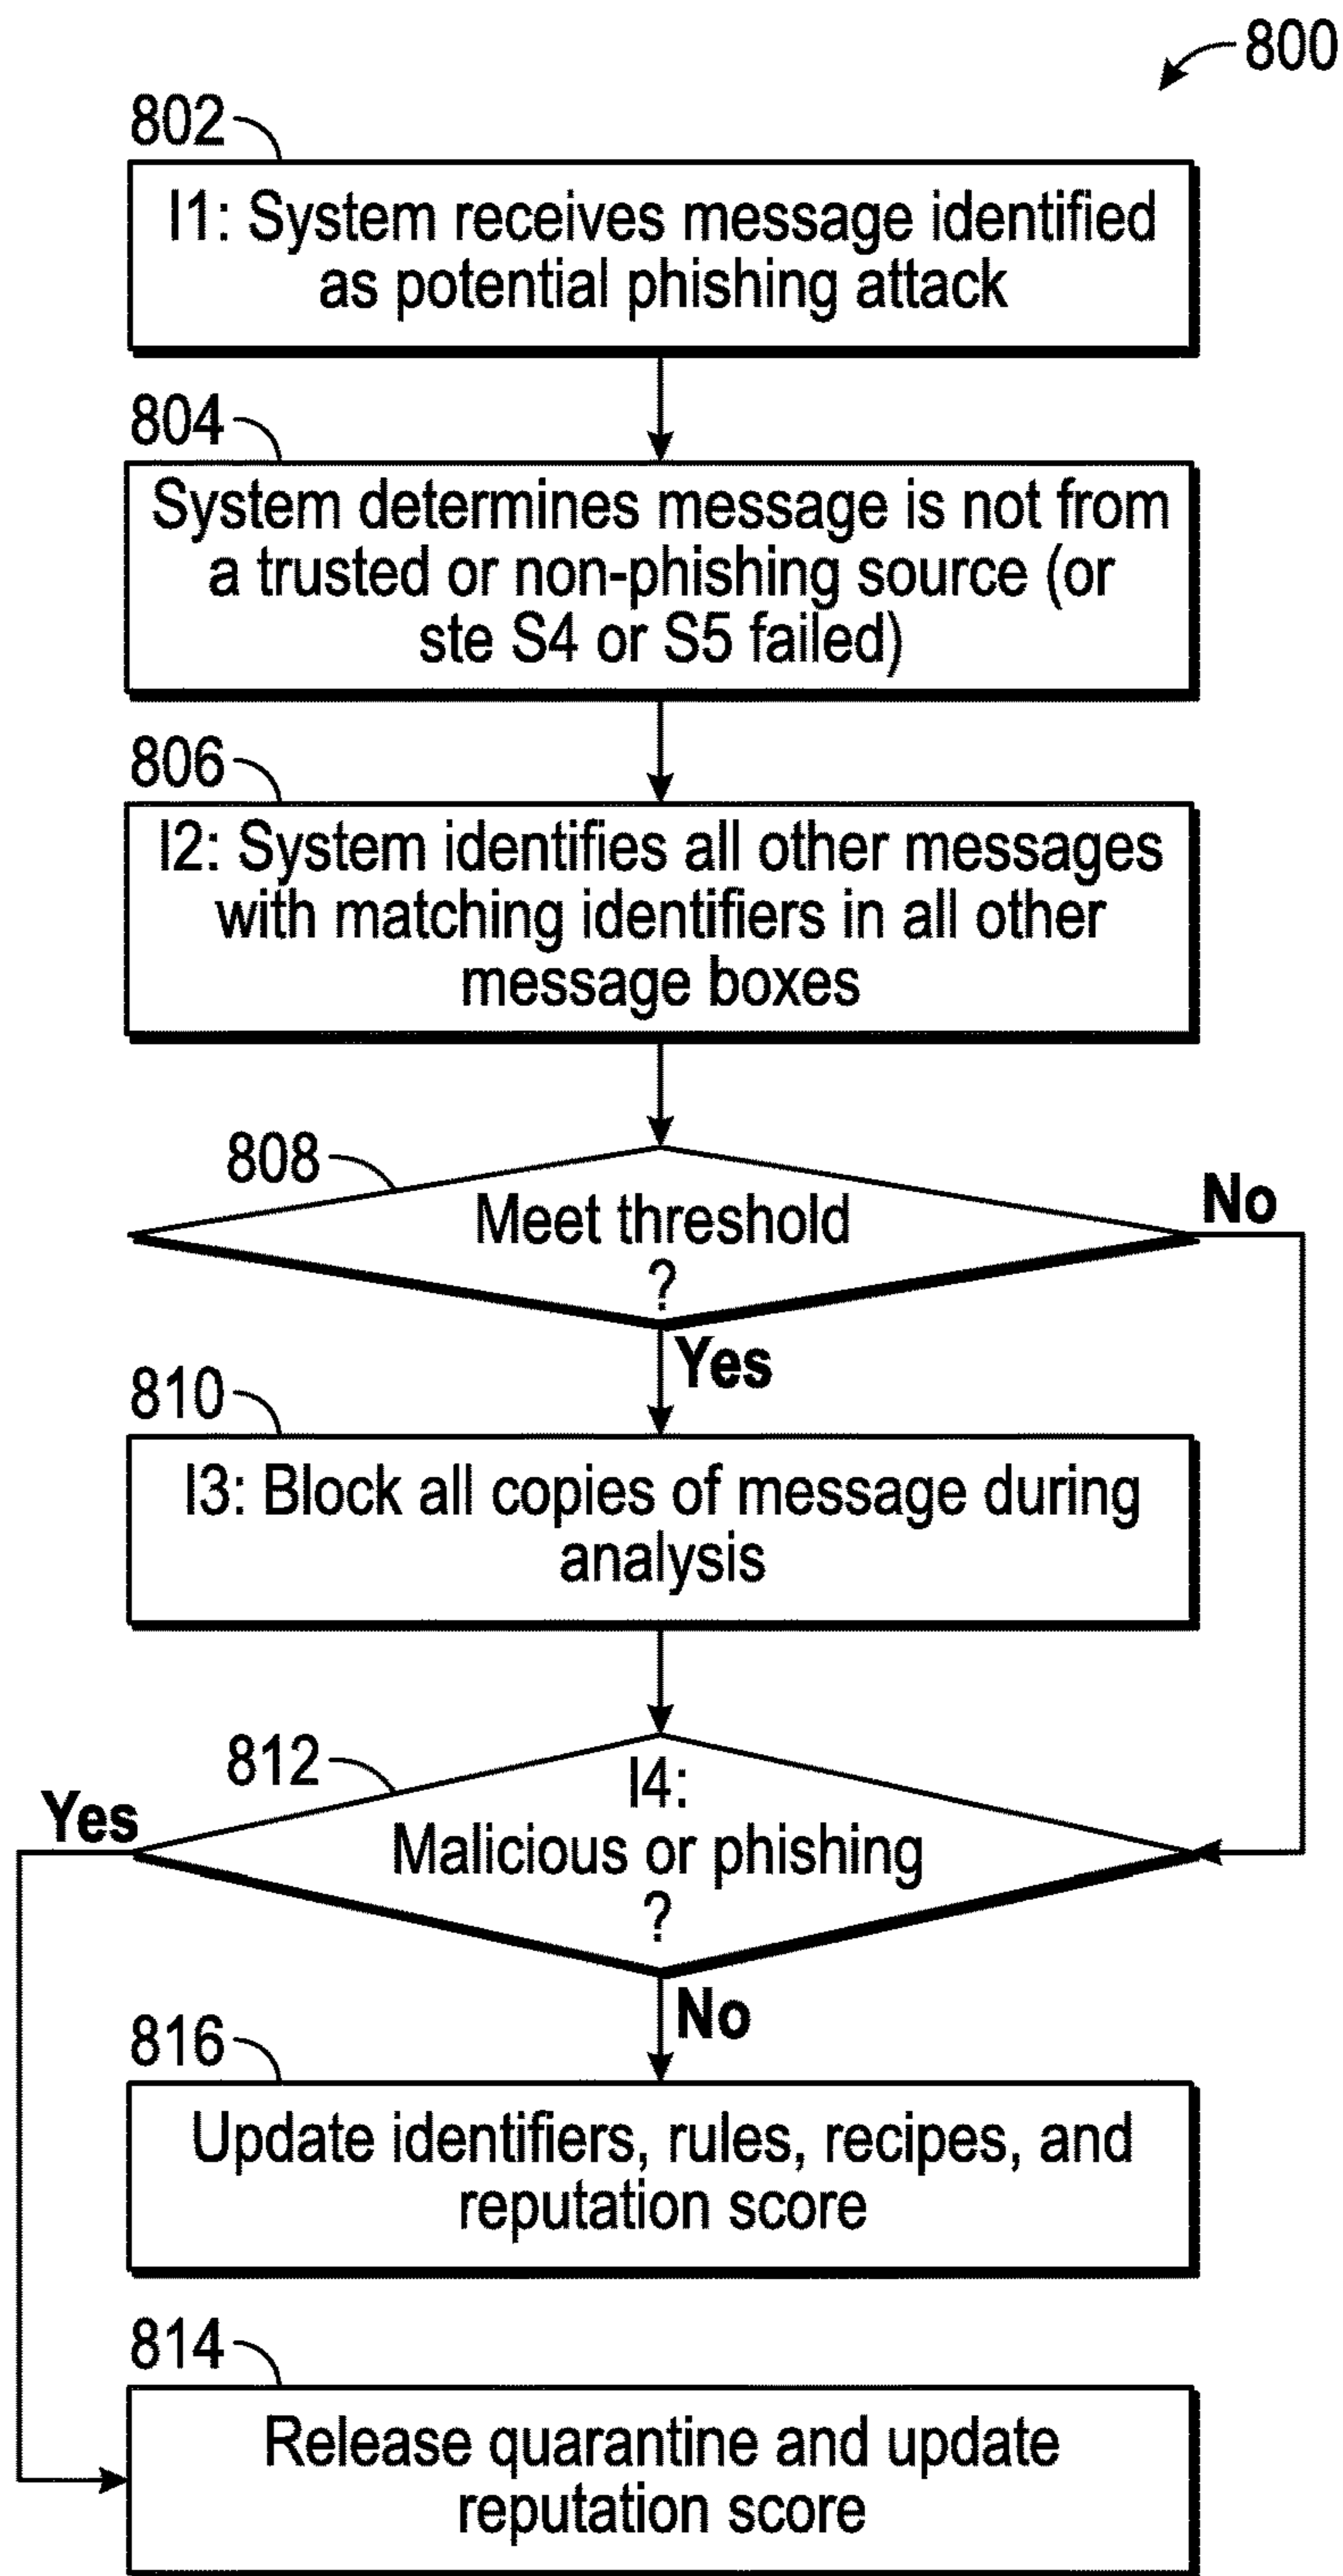 800
802
I1: System receives message identified
as potential phishing attack
804
System determines message is not from
a trusted or non-phishing source (or
ste S4 or S5 failed)
806
I2: System identifies all other messages
with matching identifiers in all other
message boxes
808
Meet threshold
?
No
Yes
810
I3: Block all copies of message during
analysis
812
I4:
Malicious or phishing
?
Yes
No
816
Update identifiers, rules, recipes, and
reputation score
814
Release quarantine and update
reputation score